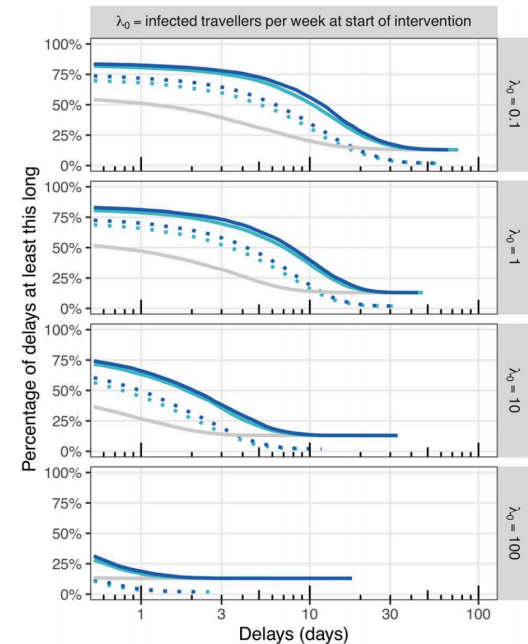 λ₀ = infected travellers per week at start of intervention
Percentage of delays at least this long
100%
75%
50%
25%
0%
λ₀ = 0.1
100%
75%
50%
25%
0%
λ₀ = 1
100%
75%
50%
25%
0%
λ₀ = 10
100%
75%
50%
25%
0%
λ₀ = 100
1 3 10 30 100
Delays (days)